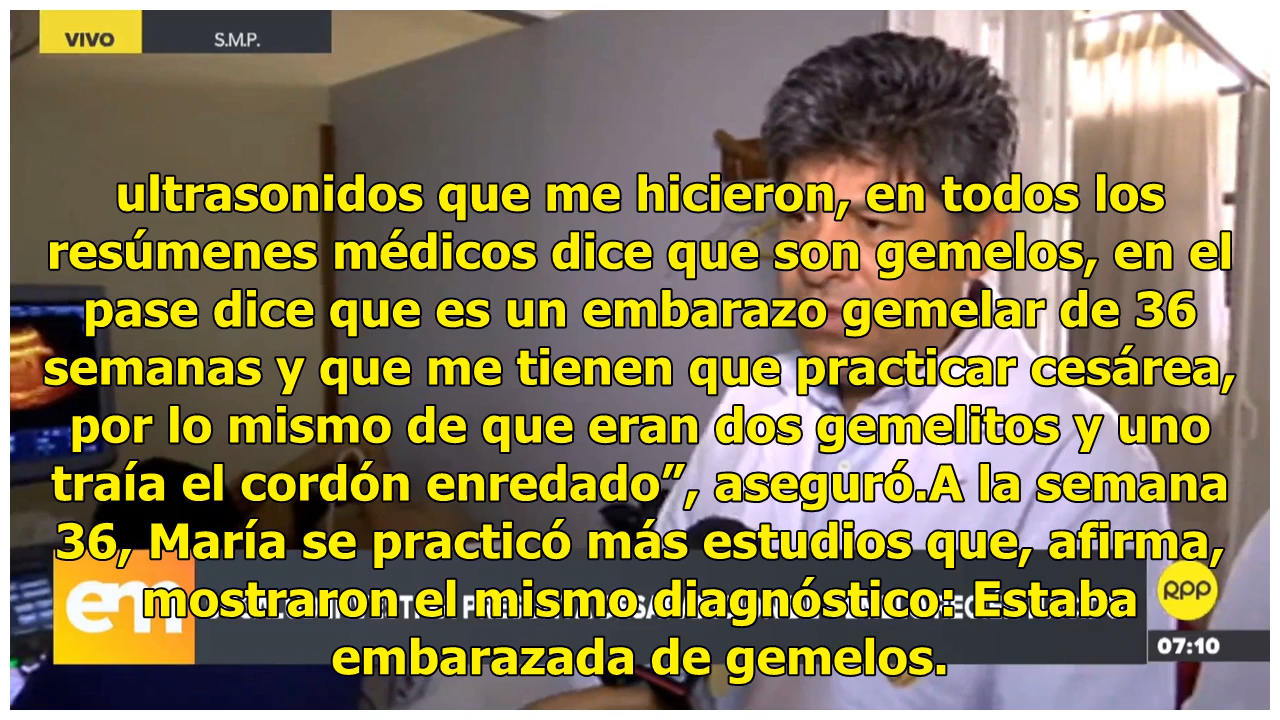 VIVO
S.M.P.
ultrasonidos que me hicieron, en todos los
resúmenes médicos dice que son gemelos, en el
pase dice que es un embarazo gemelar de 36
semanas y que me tienen que practicar cesárea,
por lo mismo de que eran dos gemelitos y uno
traía el cordón enredado”, aseguró.A la semana
36, María se practicó más estudios que, afirma,
mostraron el mismo diagnóstico: Estaba
embarazada de gemelos.
em
rpp
07:10